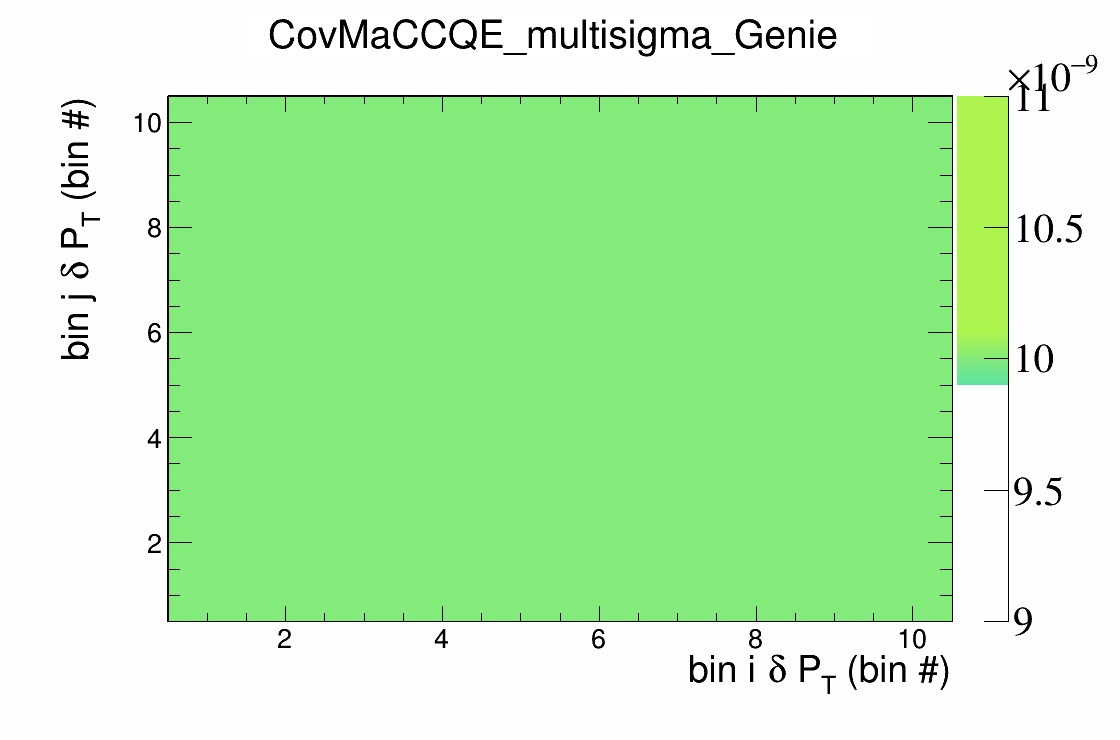 CovMaCCQE_multisigma_Genie
×10⁻⁹
11
10.5
10
9.5
9
bin j δ P_T (bin #)
10
8
6
4
2
2 4 6 8 10
bin i δ P_T (bin #)